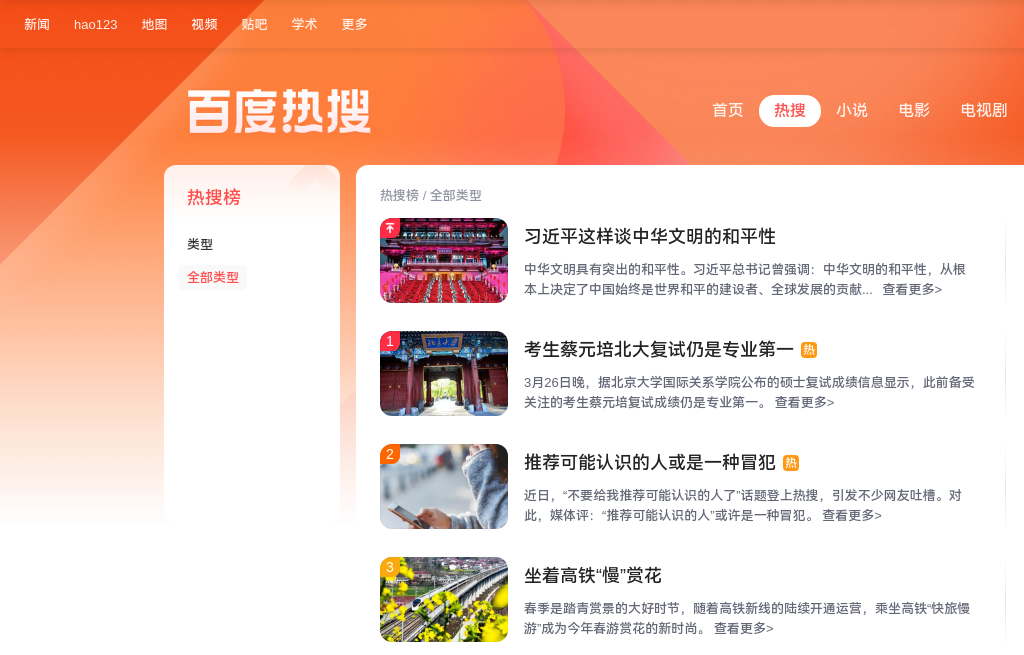 新闻 hao123 地图 视频 贴吧 学术 更多
百度热搜
首页 热搜 小说 电影 电视剧
热搜榜
类型
全部类型
热搜榜 / 全部类型
习近平这样谈中华文明的和平性
中华文明具有突出的和平性。习近平总书记曾强调：中华文明的和平性，从根
本上决定了中国始终是世界和平的建设者、全球发展的贡献... 查看更多>
1
考生蔡元培北大复试仍是专业第一 热
3月26日晚，据北京大学国际关系学院公布的硕士复试成绩信息显示，此前备受
关注的考生蔡元培复试成绩仍是专业第一。 查看更多>
2
推荐可能认识的人或是一种冒犯 热
近日，“不要给我推荐可能认识的人了”话题登上热搜，引发不少网友吐槽。对
此，媒体评：“推荐可能认识的人”或许是一种冒犯。 查看更多>
3
坐着高铁“慢”赏花
春季是踏青赏景的大好时节，随着高铁新线的陆续开通运营，乘坐高铁“快旅慢
游”成为今年春游赏花的新时尚。 查看更多>